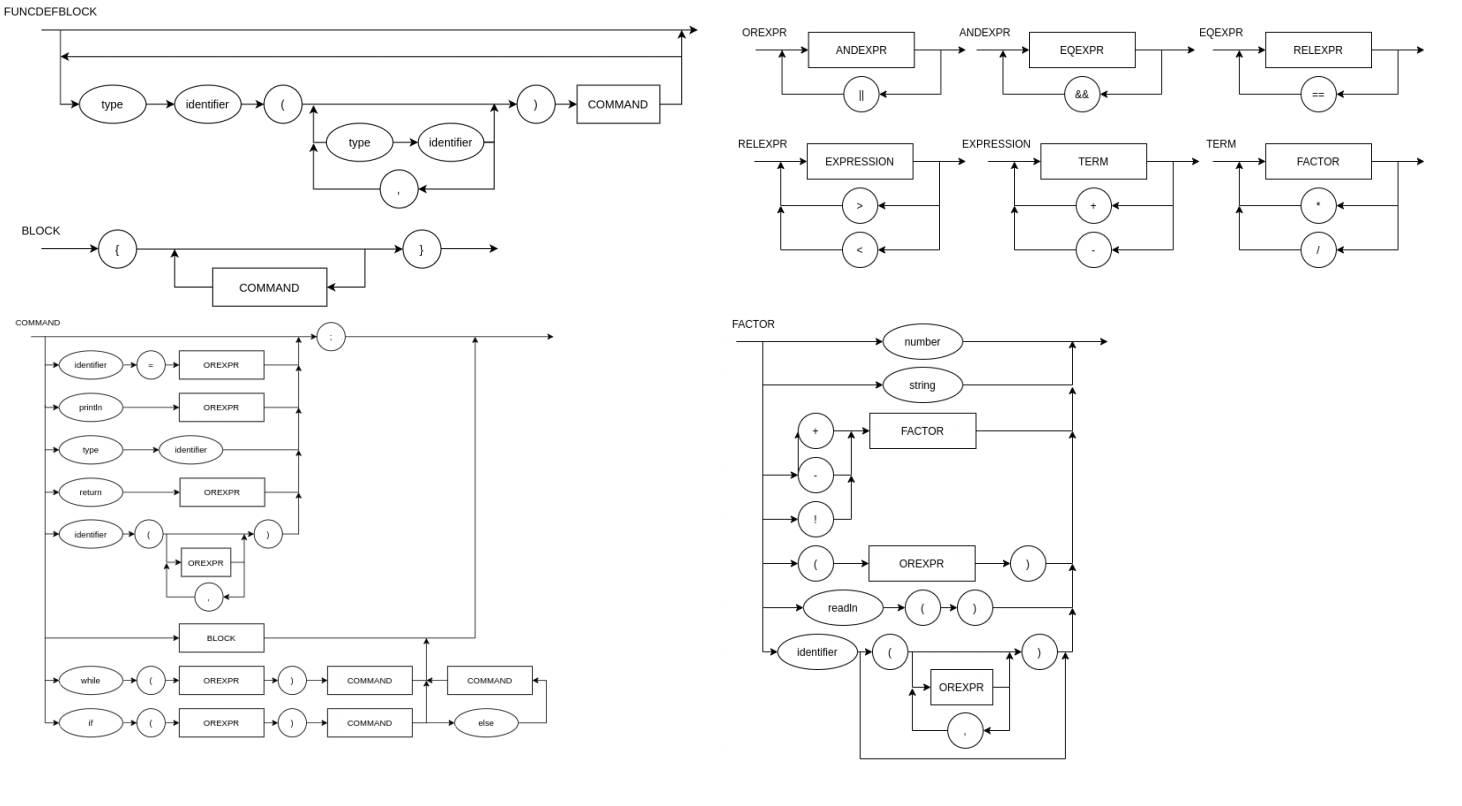 FUNCDEFBLOCK
type identifier ( ) COMMAND
type identifier
,
BLOCK
{ }
COMMAND
COMMAND
;
identifier = OREXPR
println OREXPR
type identifier
return OREXPR
identifier ( )
OREXPR
,
BLOCK
while ( OREXPR ) COMMAND COMMAND
if ( OREXPR ) COMMAND else
OREXPR ANDEXPR EQEXPR
ANDEXPR EQEXPR RELEXPR
|| && ==
RELEXPR EXPRESSION TERM
EXPRESSION TERM FACTOR
> + *
< - /
FACTOR
number
string
+ FACTOR
-
!
( OREXPR )
readln ( )
identifier ( )
OREXPR
,